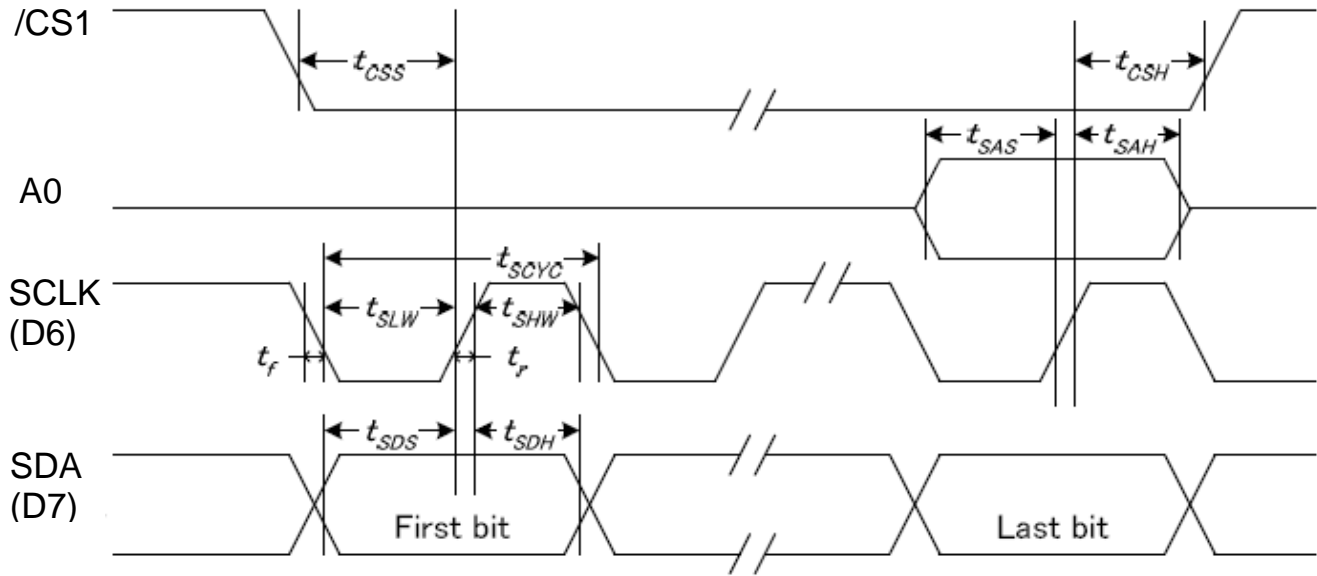 /CS1
tCSS
tCSH
A0
tSAS
tSAH
tSCYC
SCLK
(D6)
tSLW
tSHW
tf
tr
SDA
(D7)
tSDS
tSDH
First bit
Last bit